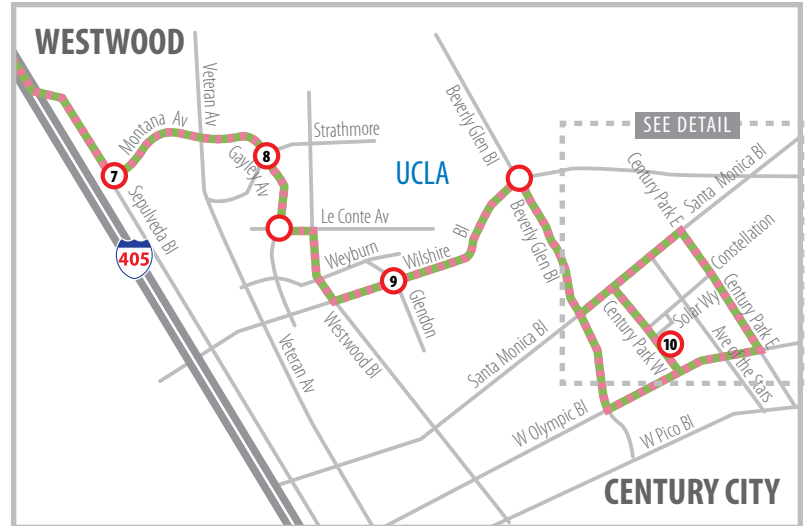 WESTWOOD
Veteran Av
Montana Av
Strathmore
Beverly Glen Bl
SEE DETAIL
8
Gayley Av
7
UCLA
Century Park E
Santa Monica Bl
Sepulveda Bl
Le Conte Av
Beverly Glen Bl
405
Weyburn
Wilshire Bl
Constellation
9
Glendon
Century Park E
Solar Wy
Westwood Bl
Santa Monica Bl
Century Park W
10
Ave of the Stars
Veteran Av
W Olympic Bl
W Pico Bl
CENTURY CITY